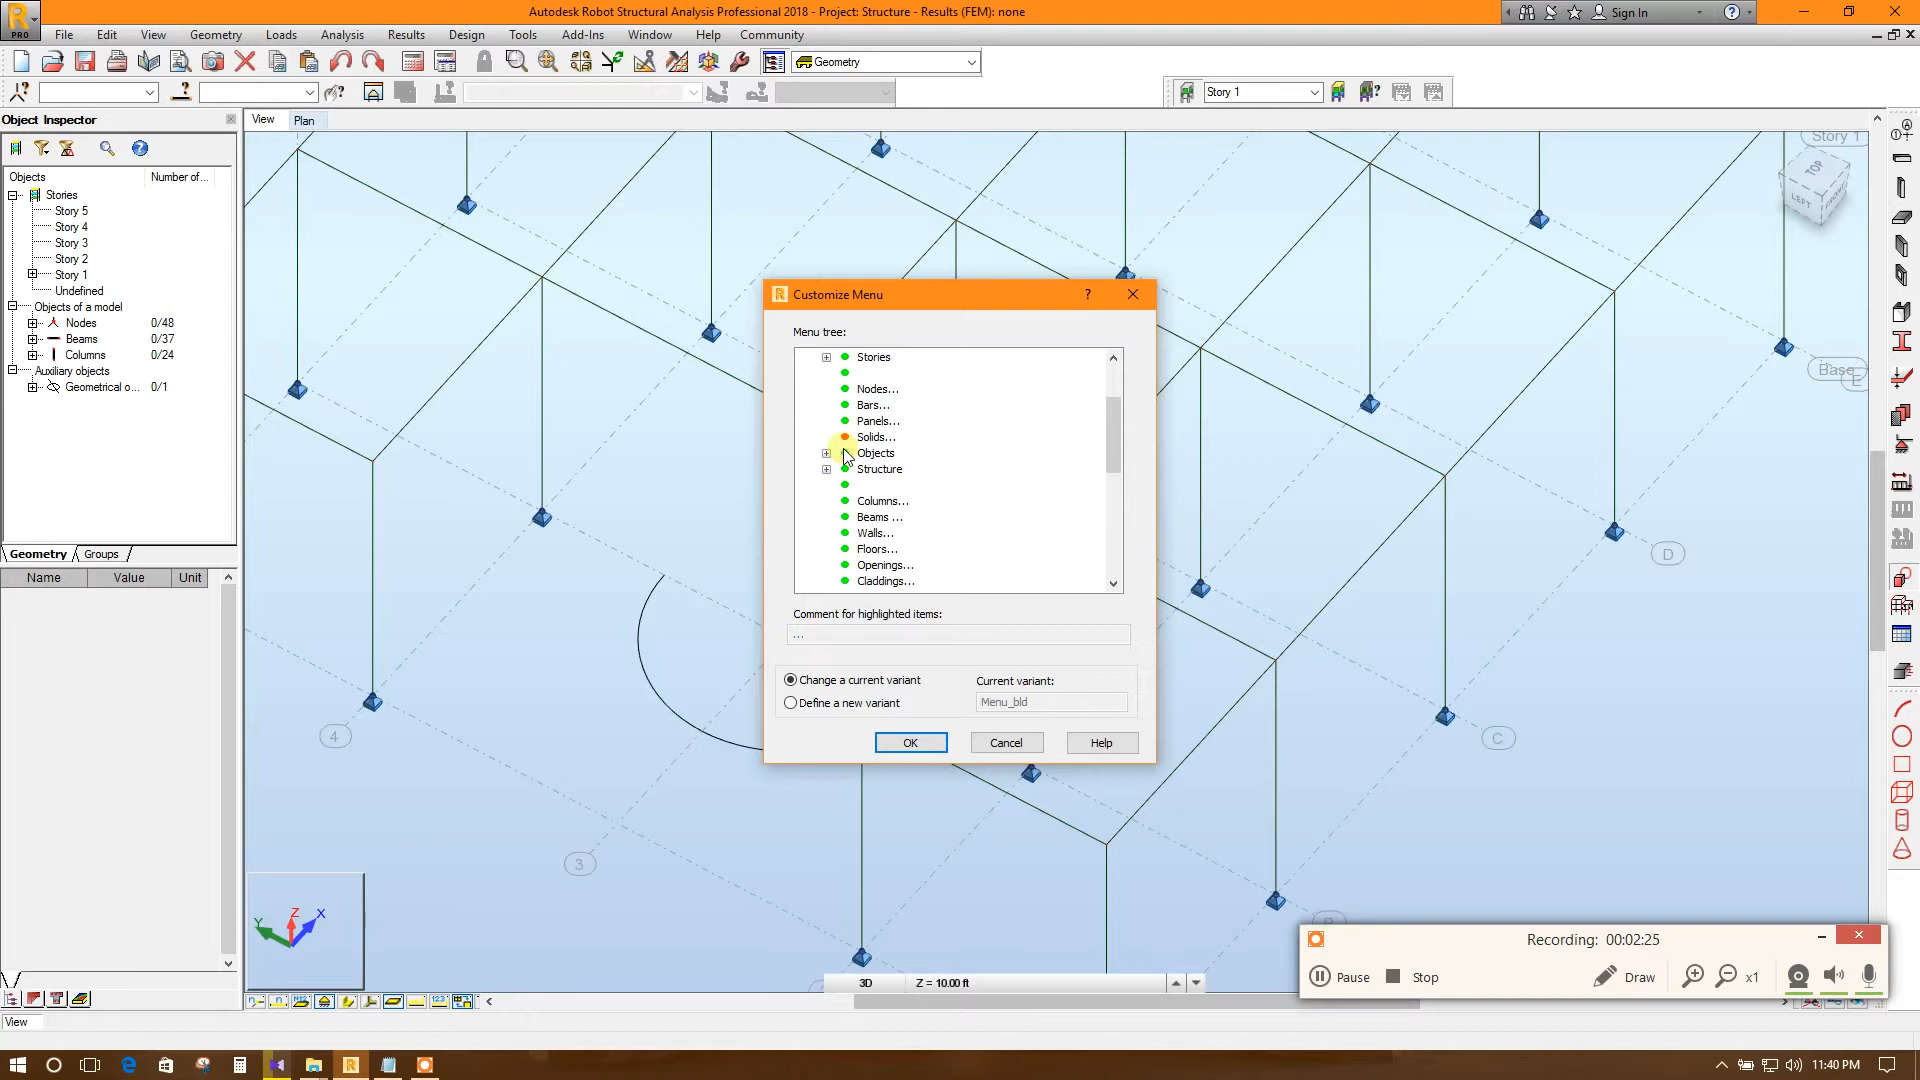 Autodesk Robot Structural Analysis Professional 2018 - Project: Structure - Results (FEM): none
Sign In
PRO
File Edit View Geometry Loads Analysis Results Design Tools Add-Ins Window Help Community
Geometry
Story 1
Object Inspector
View Plan
Objects Number of...
Stories
Story 5
Story 4
Story 3
Story 2
Story 1
Undefined
Objects of a model
Nodes 0/48
Beams 0/37
Columns 0/24
Auxiliary objects
Geometrical o... 0/1
Geometry Groups
Name Value Unit
Story 1
TOP
LEFT
Base
E
D
C
4
3
Customize Menu
Menu tree:
Stories
Nodes...
Bars...
Panels...
Solids...
Objects
Structure
Columns...
Beams ...
Walls...
Floors...
Openings...
Claddings...
Comment for highlighted items:
...
Change a current variant
Define a new variant
Current variant:
Menu_bld
OK Cancel Help
Z
X
Y
3D Z = 10.00 ft
Recording: 00:02:25
Pause Stop Draw x1
View
11:40 PM